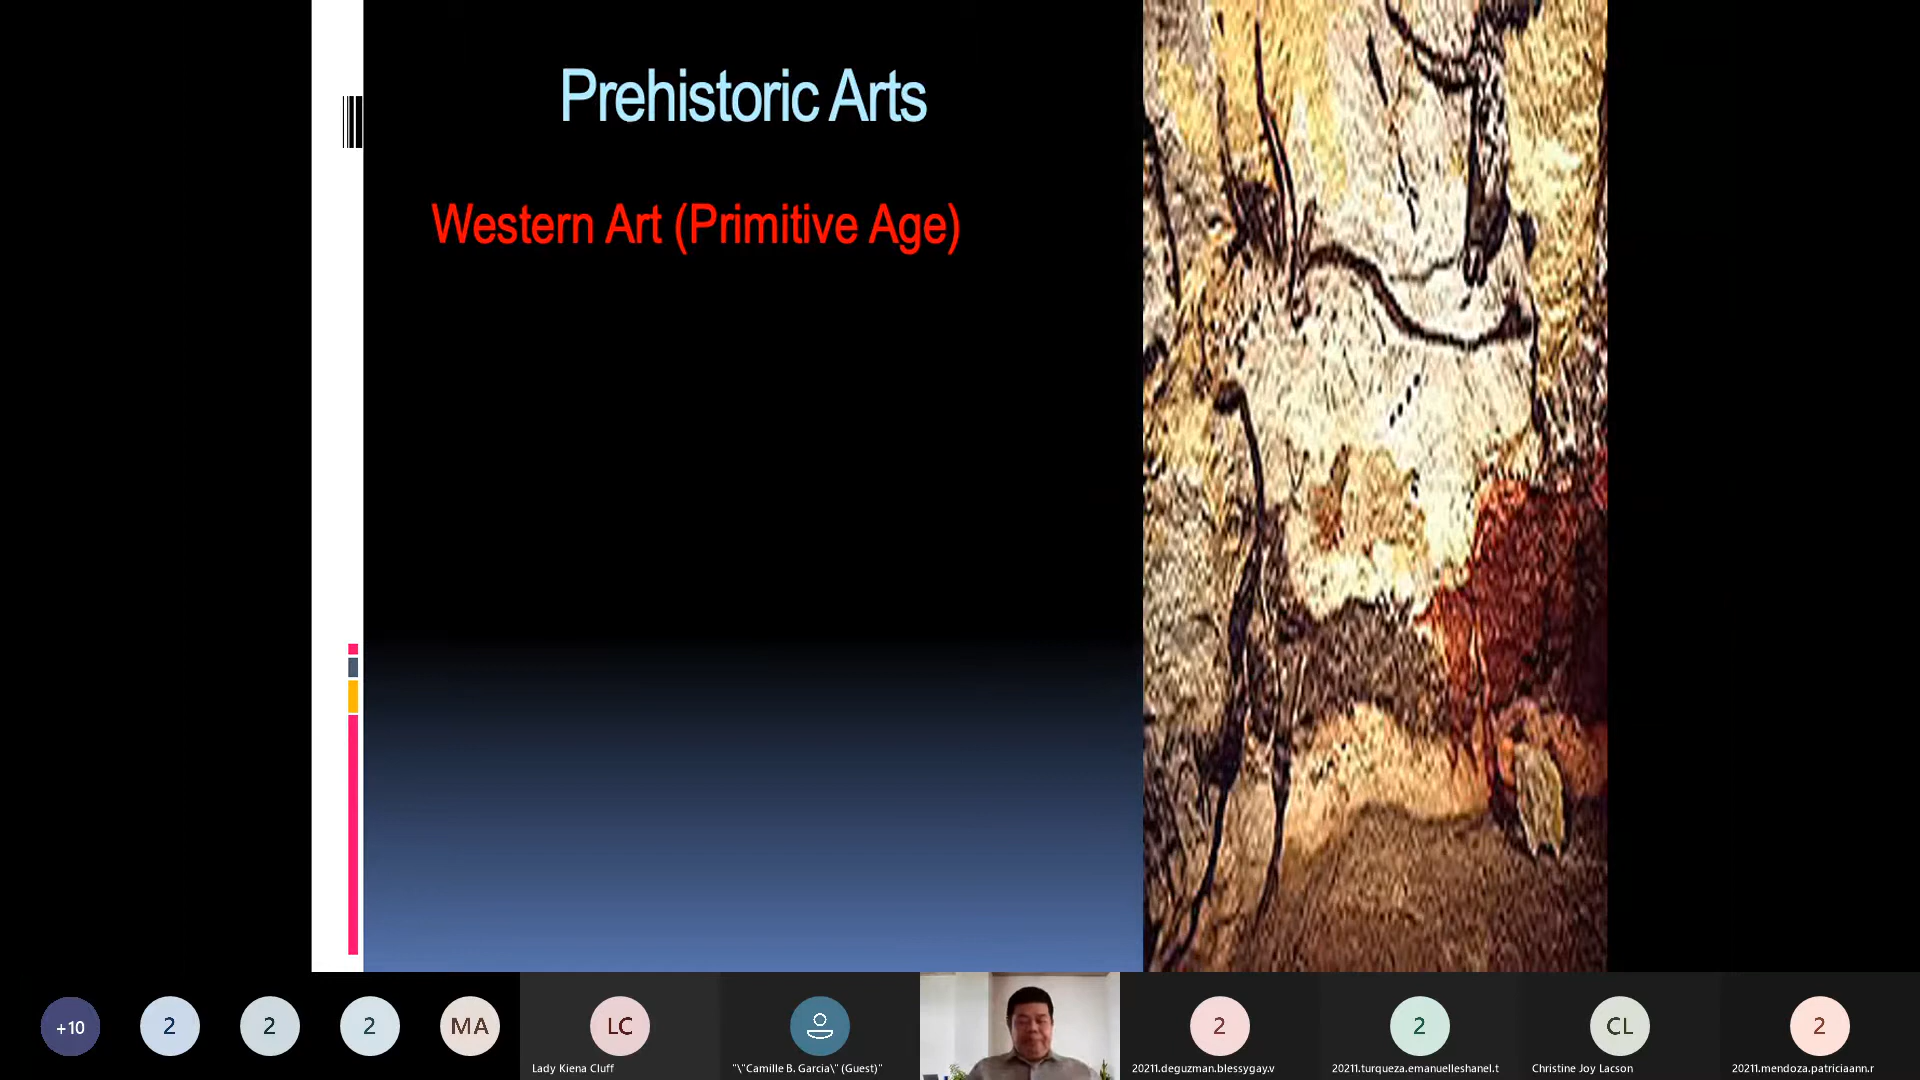 Prehistoric Arts
Western Art (Primitive Age)
+10
2
2
2
MA
LC
2
2
CL
2
Lady Kiena Cluff
"\"Camille B. Garcia\" (Guest)"
20211.deguzman.blessygay.v
20211.turqueza.emanuelleshanel.t
Christine Joy Lacson
20211.mendoza.patriciaann.r